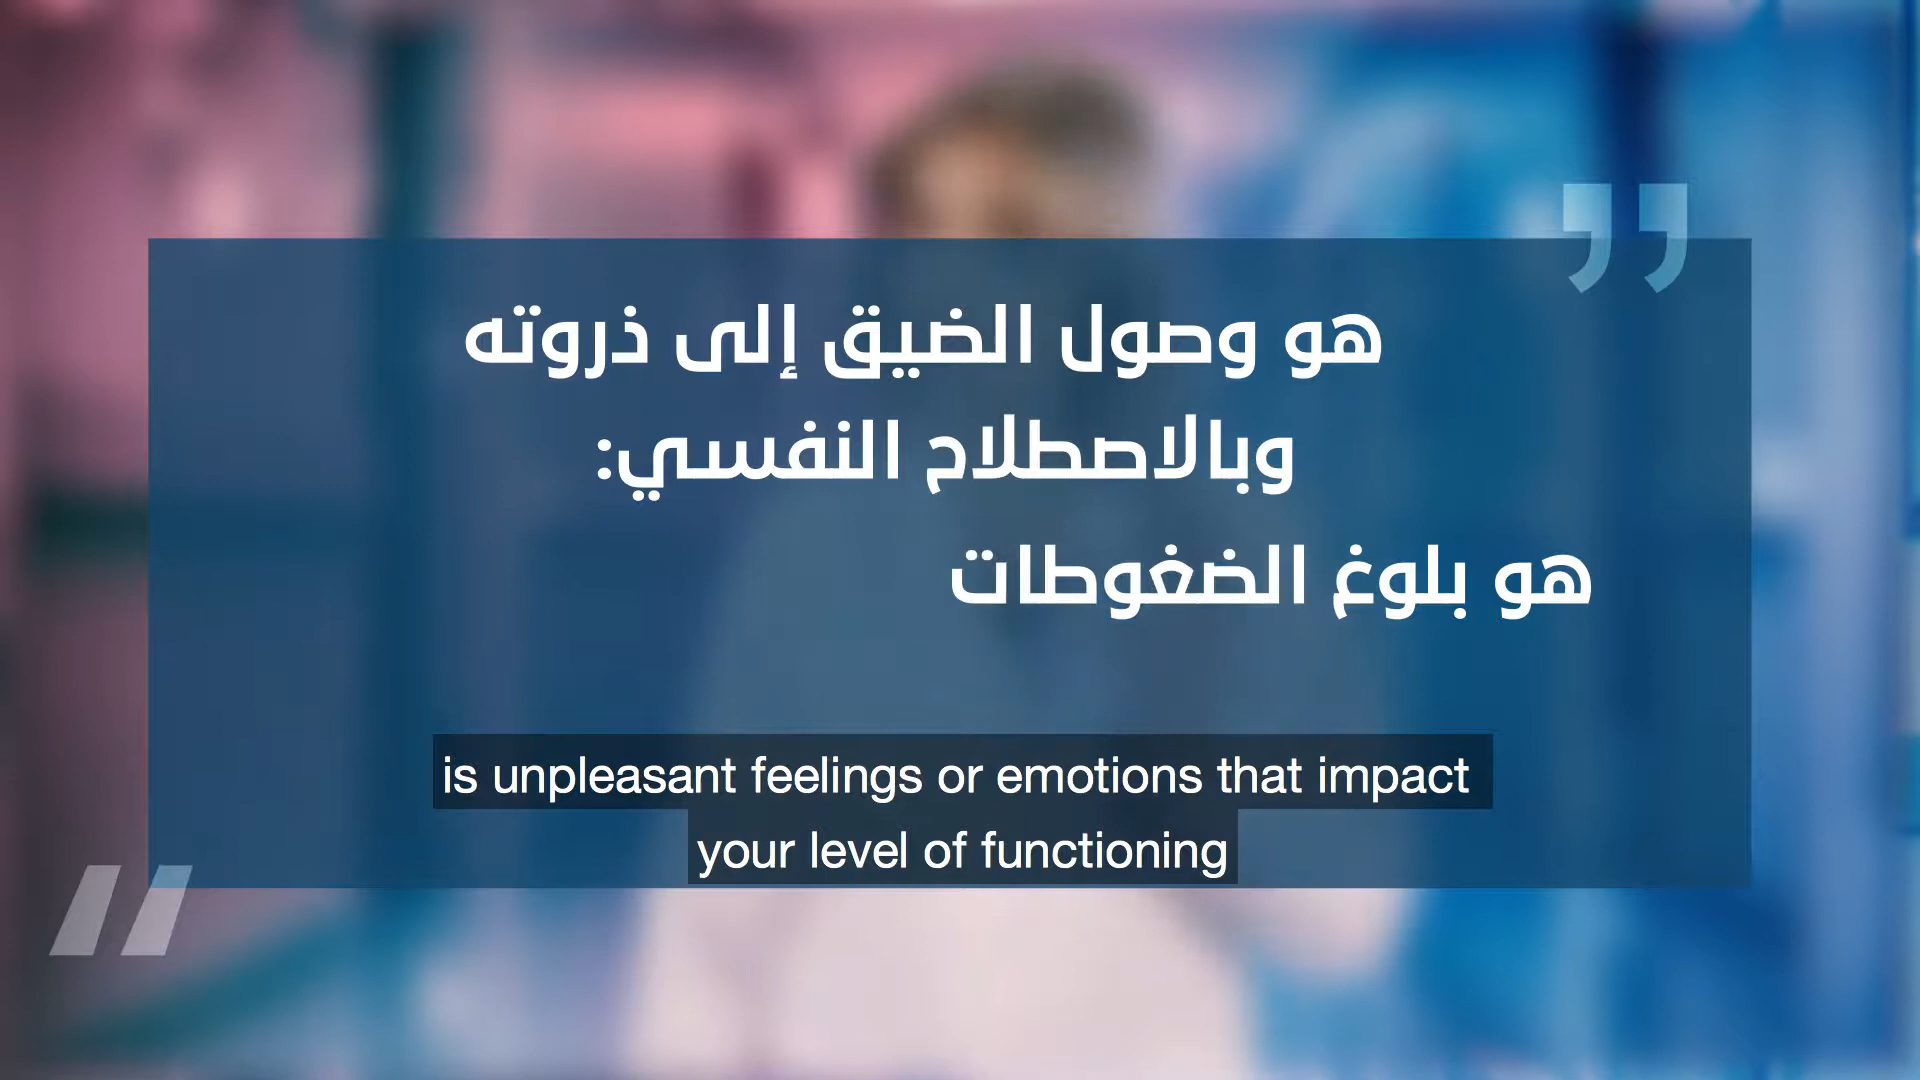 هو وصول الضيق إلى ذروته
وبالاصطلاح النفسي:
هو بلوغ الضغوطات
is unpleasant feelings or emotions that impact
your level of functioning